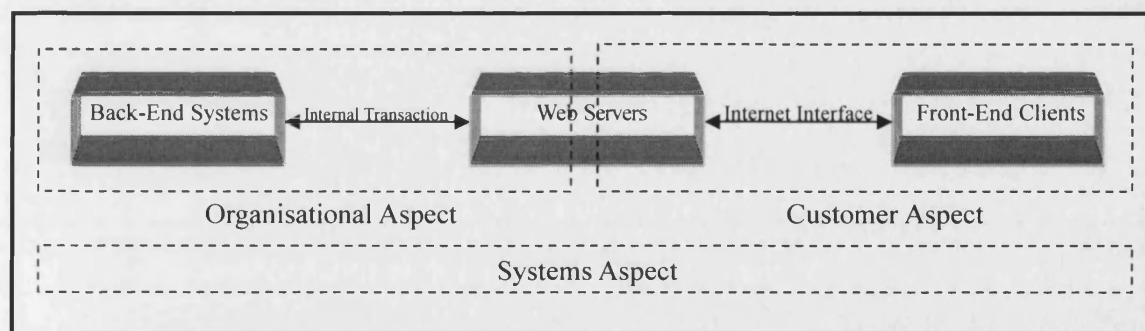 Back-End Systems
Internal Transaction
Web Servers
Internet Interface
Front-End Clients
Organisational Aspect
Customer Aspect
Systems Aspect